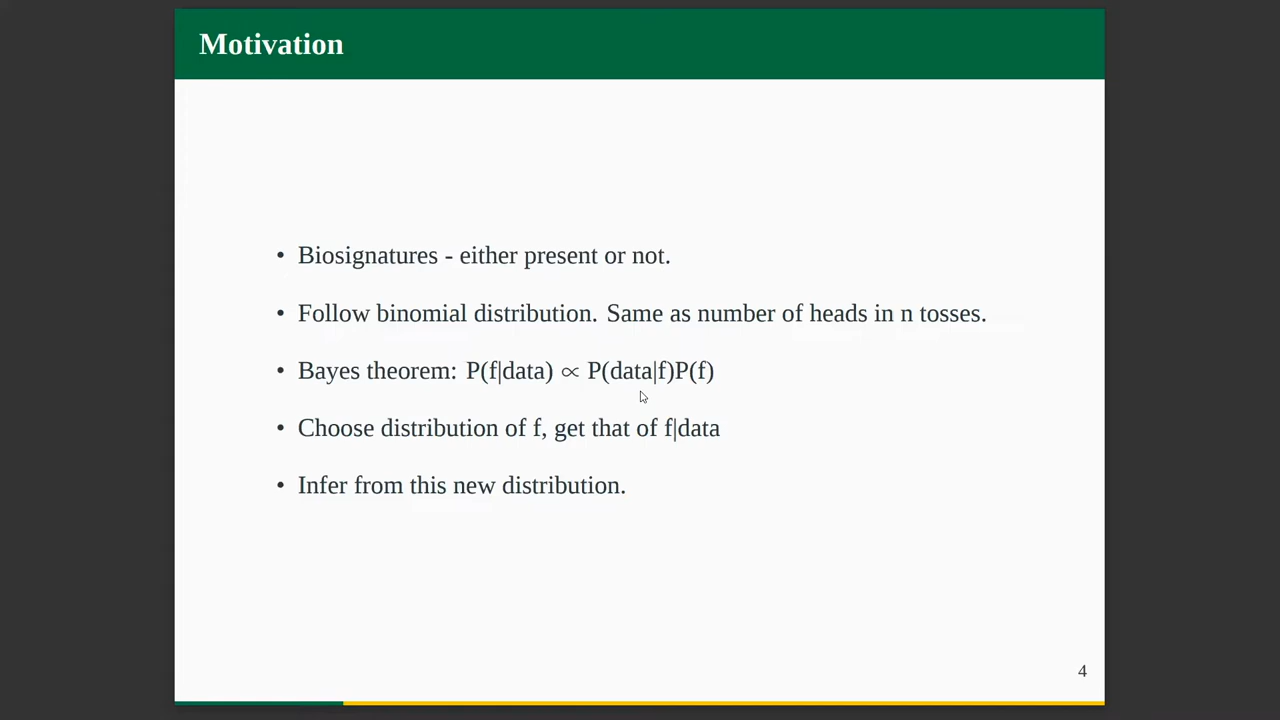 Motivation
• Biosignatures - either present or not.
• Follow binomial distribution. Same as number of heads in n tosses.
• Bayes theorem: P(f|data) ∝ P(data|f)P(f)
• Choose distribution of f, get that of f|data
• Infer from this new distribution.
4